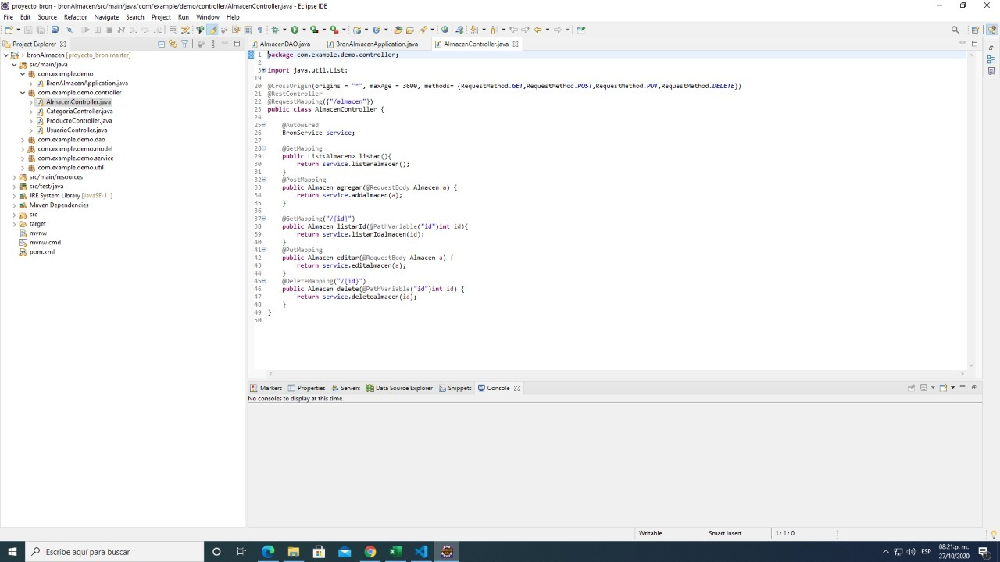 proyecto_bron - bronAlmacen/src/main/java/com/example/demo/controller/AlmacenController.java - Eclipse IDE
File Edit Source Refactor Navigate Search Project Run Window Help
Project Explorer
bronAlmacen [proyecto_bron master]
src/main/java
com.example.demo
BronAlmacenApplication.java
com.example.demo.controller
AlmacenController.java
CategoriaController.java
ProductoController.java
UsuarioController.java
com.example.demo.dao
com.example.demo.model
com.example.demo.service
com.example.demo.util
src/main/resources
src/test/java
JRE System Library [JavaSE-11]
Maven Dependencies
src
target
mvnw
mvnw.cmd
pom.xml
AlmacenDAO.java BronAlmacenApplication.java AlmacenController.java
1 package com.example.demo.controller;
2
3 import java.util.List;
19
20 @CrossOrigin(origins = "*", maxAge = 3600, methods= {RequestMethod.GET,RequestMethod.POST,RequestMethod.PUT,RequestMethod.DELETE})
21 @RestController
22 @RequestMapping({"/almacen"})
23 public class AlmacenController {
24
25 @Autowired
26 BronService service;
27
28 @GetMapping
29 public List<Almacen> listar(){
30 return service.listaralmacen();
31 }
32 @PostMapping
33 public Almacen agregar(@RequestBody Almacen a) {
34 return service.addalmacen(a);
35 }
36
37 @GetMapping("/{id}")
38 public Almacen listarId(@PathVariable("id")int id){
39 return service.listarIdalmacen(id);
40 }
41 @PutMapping
42 public Almacen editar(@RequestBody Almacen a) {
43 return service.editalmacen(a);
44 }
45 @DeleteMapping("/{id}")
46 public Almacen delete(@PathVariable("id")int id) {
47 return service.deletealmacen(id);
48 }
49 }
50
Markers Properties Servers Data Source Explorer Snippets Console
No consoles to display at this time.
Writable Smart Insert 1 : 1 : 0
Escribe aquí para buscar
ESP
08:21 p. m.
27/10/2020
1